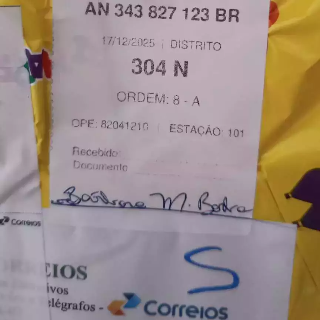 AN 343 827 123 BR
17/12/2025 | DISTRITO
304 N
ORDEM: 8 - A
OPE: 82041210 | ESTAÇÃO: 101
Recebido:
Documento
M.
CORREIOS
S
EIOS
ivos
elégrafos - Correios